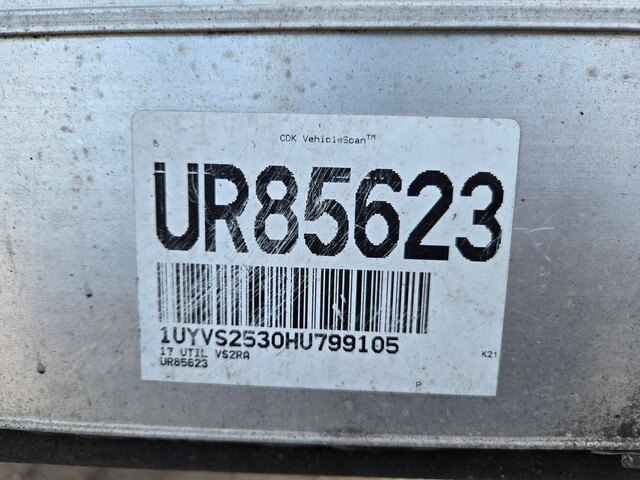 CDK VehicleScan™
UR85623
1UYVS2530HU799105
17 UTIL VS2RA
UR85623
K21
P